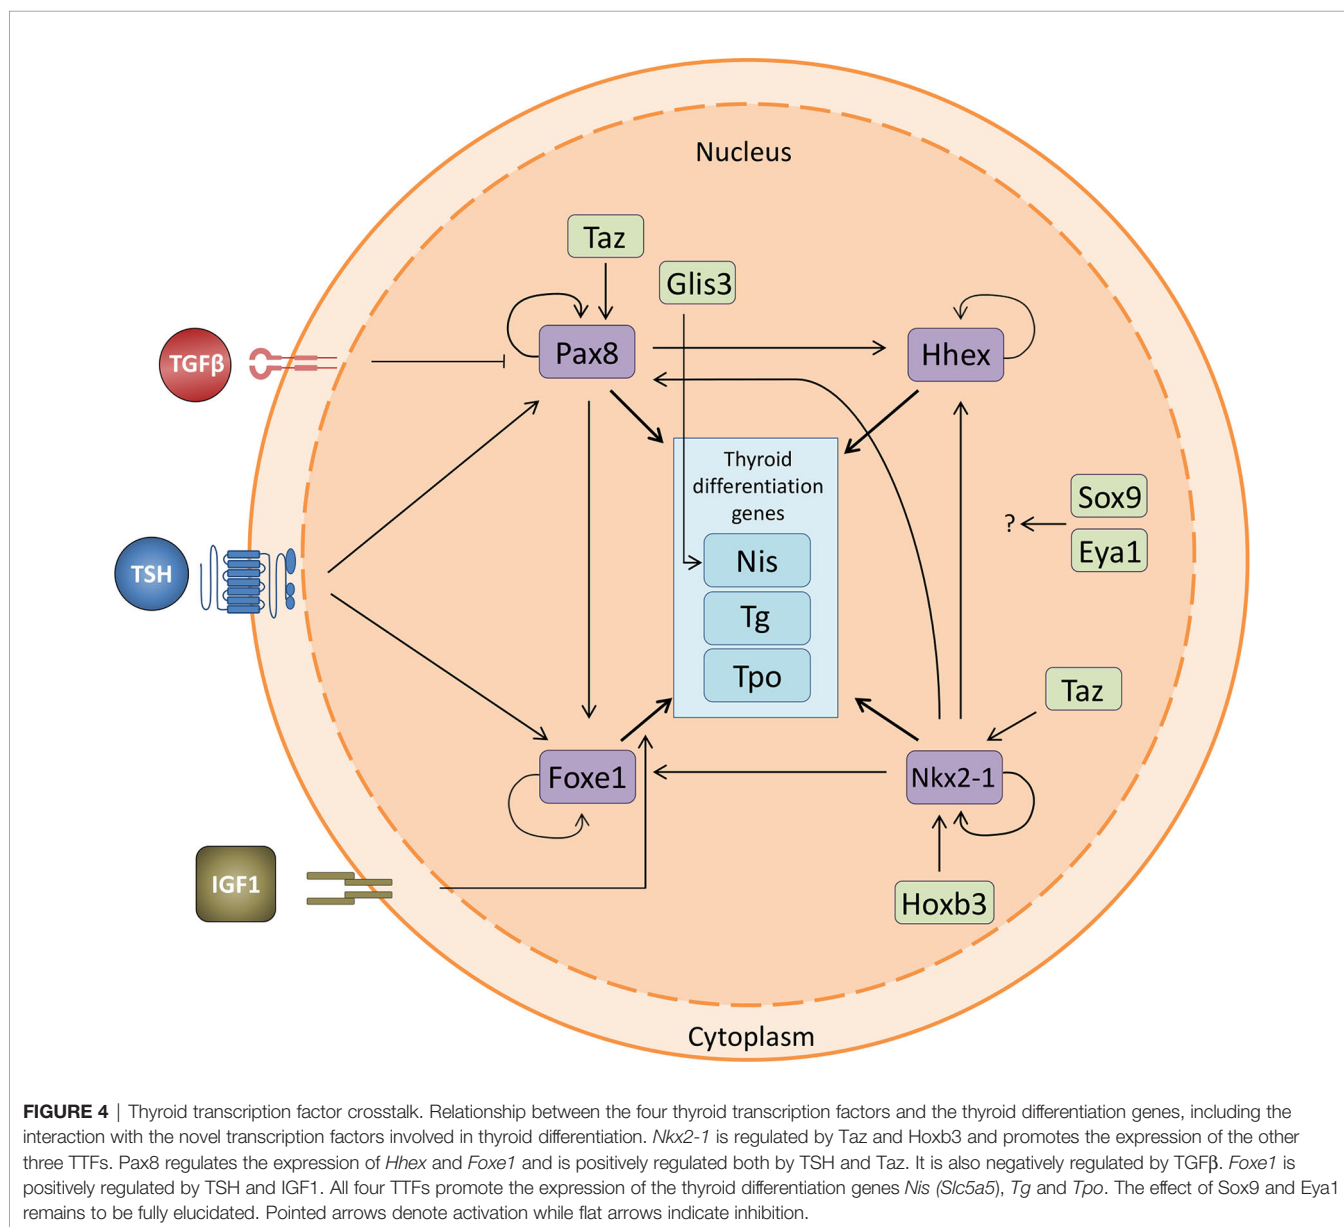 Nucleus
Taz
Glis3
TGFβ
Pax8
Hhex
Thyroid
differentiation
genes
Sox9
?
Eya1
Nis
TSH
Tg
Tpo
Taz
Foxe1
Nkx2-1
IGF1
Hoxb3
Cytoplasm
FIGURE 4 | Thyroid transcription factor crosstalk. Relationship between the four thyroid transcription factors and the thyroid differentiation genes, including the
interaction with the novel transcription factors involved in thyroid differentiation. Nkx2-1 is regulated by Taz and Hoxb3 and promotes the expression of the other
three TTFs. Pax8 regulates the expression of Hhex and Foxe1 and is positively regulated both by TSH and Taz. It is also negatively regulated by TGFβ. Foxe1 is
positively regulated by TSH and IGF1. All four TTFs promote the expression of the thyroid differentiation genes Nis (Slc5a5), Tg and Tpo. The effect of Sox9 and Eya1
remains to be fully elucidated. Pointed arrows denote activation while flat arrows indicate inhibition.